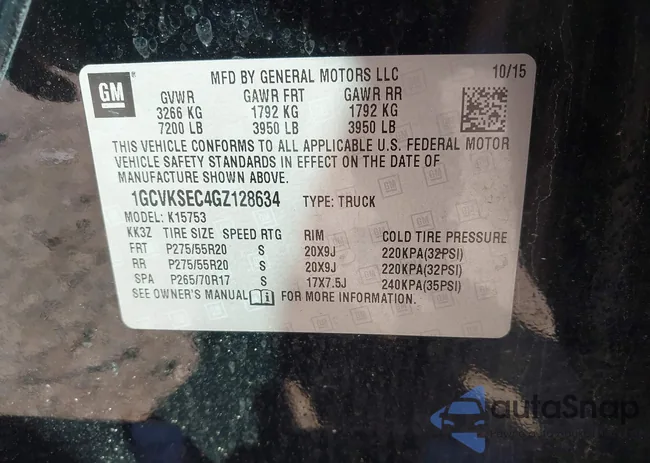 GM
MFD BY GENERAL MOTORS LLC 10/15
GVWR GAWR FRT GAWR RR
3266 KG 1792 KG 1792 KG
7200 LB 3950 LB 3950 LB
THIS VEHICLE CONFORMS TO ALL APPLICABLE U.S. FEDERAL MOTOR
VEHICLE SAFETY STANDARDS IN EFFECT ON THE DATE OF
MANUFACTURE SHOWN ABOVE.
1GCVKSEC4GZ128634 TYPE: TRUCK
MODEL: K15753
KK3Z TIRE SIZE SPEED RTG RIM COLD TIRE PRESSURE
FRT P275/55R20 S 20X9J 220KPA(32PSI)
RR P275/55R20 S 20X9J 220KPA(32PSI)
SPA P265/70R17 S 17X7.5J 240KPA(35PSI)
SEE OWNER'S MANUAL FOR MORE INFORMATION.
autoSnap